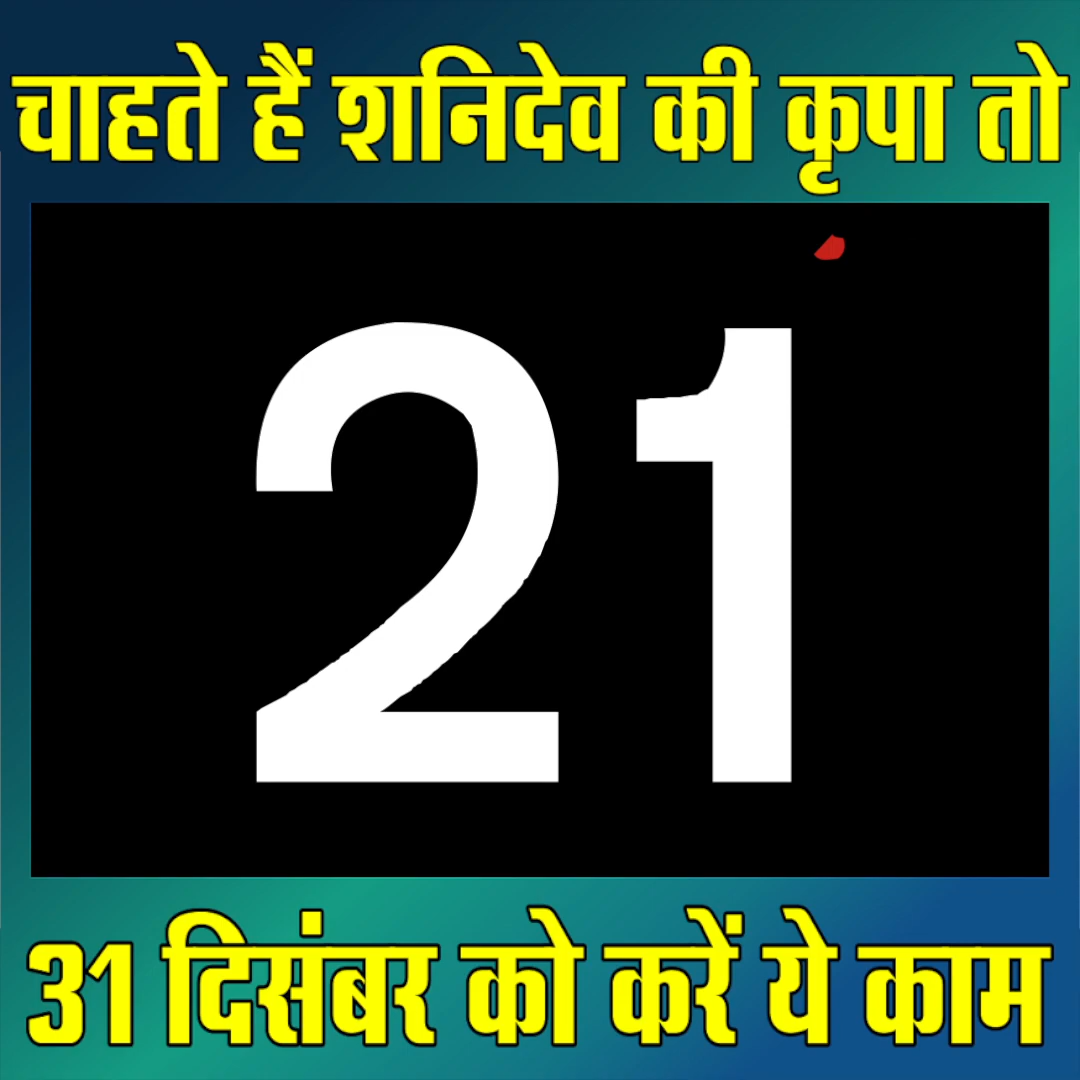 चाहते हैं शनिदेव की कृपा तो
21
31 दिसंबर को करें ये काम